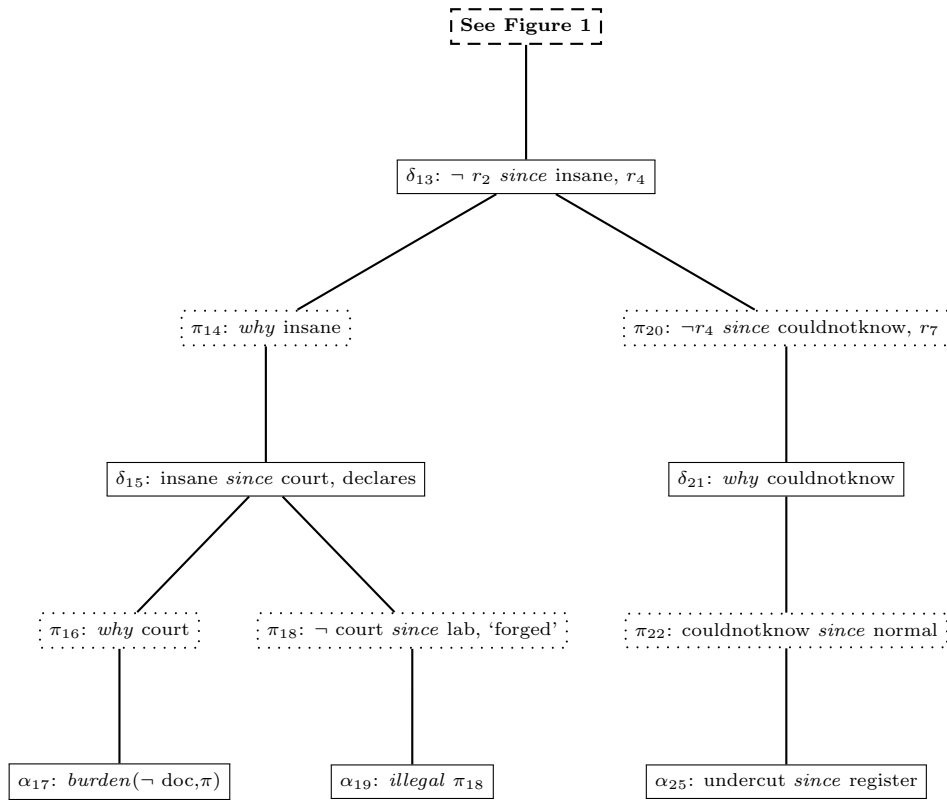 See Figure 1
δ13: ¬ r2 since insane, r4
π14: why insane
π20: ¬r4 since couldnotknow, r7
δ15: insane since court, declares
δ21: why couldnotknow
π16: why court
π18: ¬ court since lab, ‘forged’
π22: couldnotknow since normal
α17: burden(¬ doc,π)
α19: illegal π18
α25: undercut since register